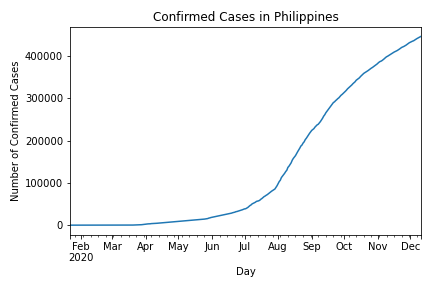 Confirmed Cases in Philippines
Number of Confirmed Cases
400000
300000
200000
100000
0
Feb Mar Apr May Jun Jul Aug Sep Oct Nov Dec
2020
Day